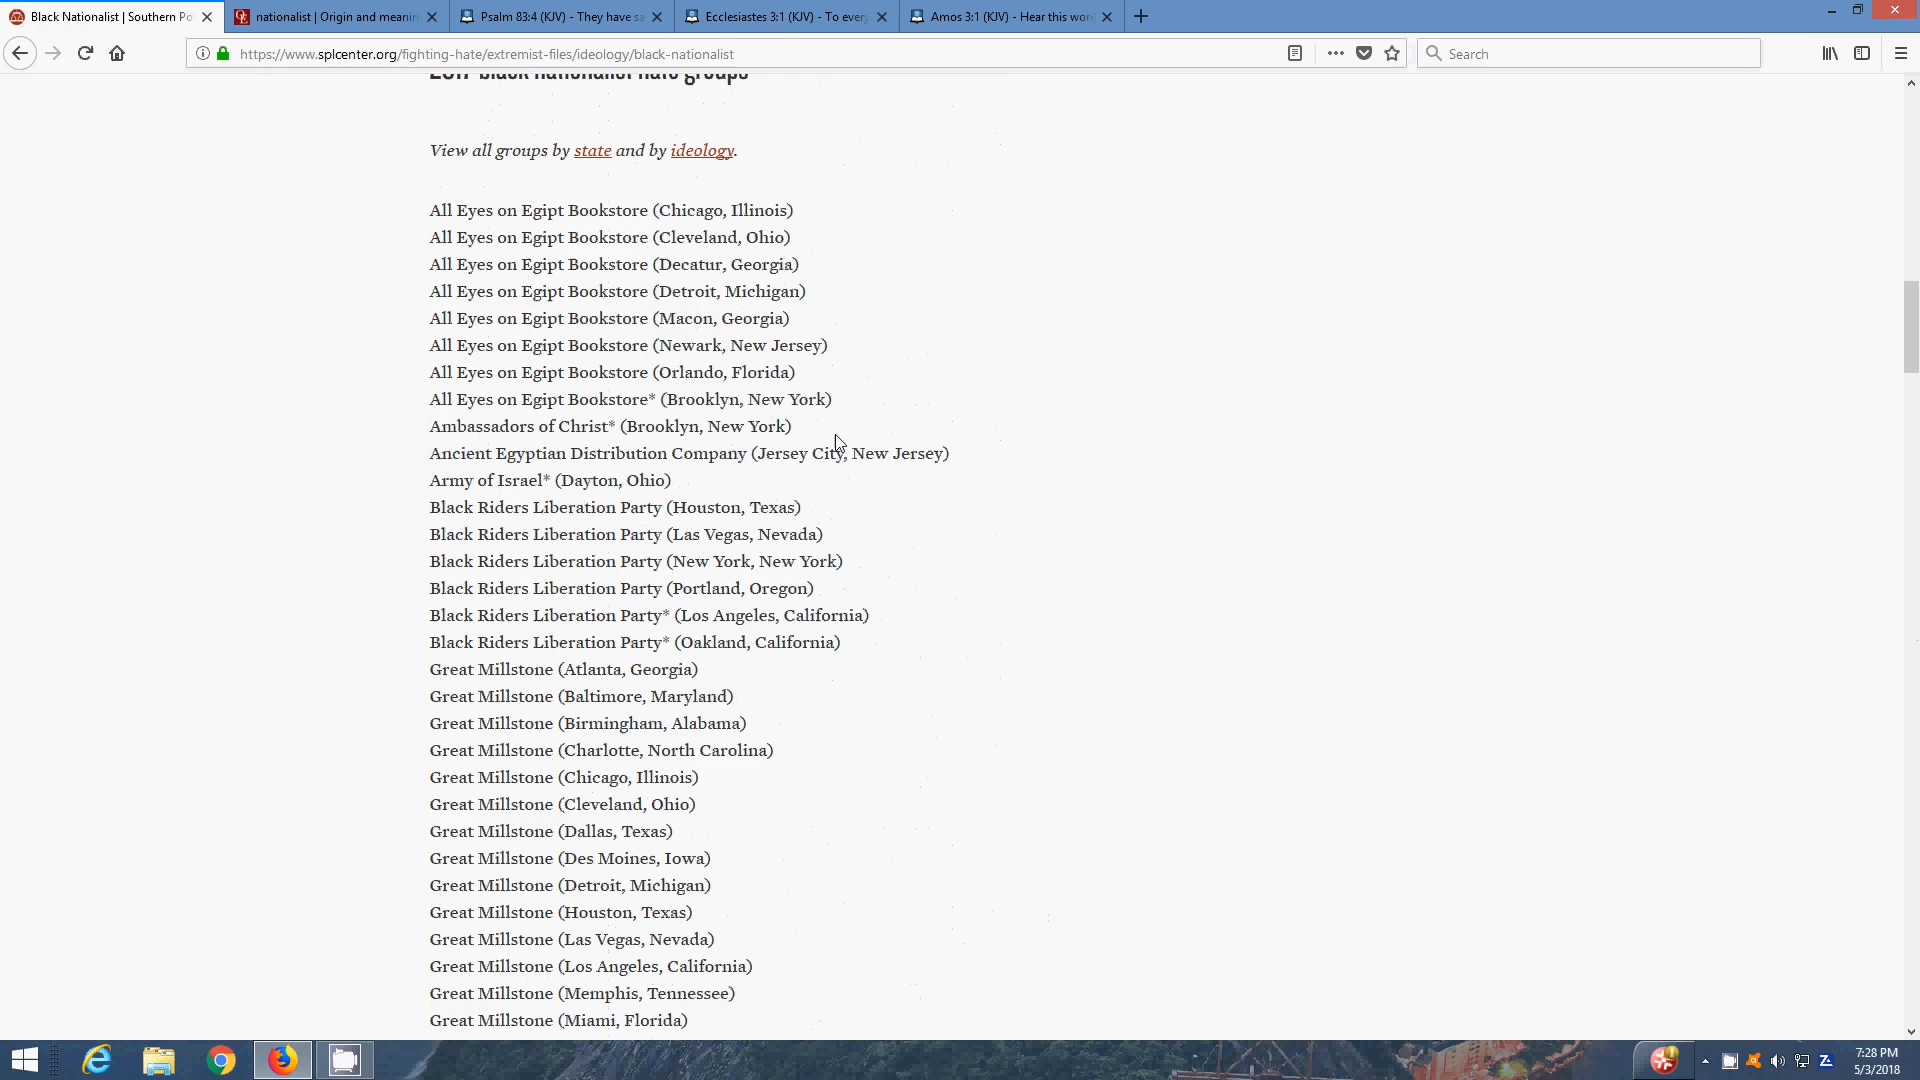 Black Nationalist | Southern Po
nationalist | Origin and meanin
Psalm 83:4 (KJV) - They have sa
Ecclesiastes 3:1 (KJV) - To ever
Amos 3:1 (KJV) - Hear this word
https://www.splcenter.org/fighting-hate/extremist-files/ideology/black-nationalist
Search
2017 black nationalist hate groups
View all groups by state and by ideology.
All Eyes on Egipt Bookstore (Chicago, Illinois)
All Eyes on Egipt Bookstore (Cleveland, Ohio)
All Eyes on Egipt Bookstore (Decatur, Georgia)
All Eyes on Egipt Bookstore (Detroit, Michigan)
All Eyes on Egipt Bookstore (Macon, Georgia)
All Eyes on Egipt Bookstore (Newark, New Jersey)
All Eyes on Egipt Bookstore (Orlando, Florida)
All Eyes on Egipt Bookstore* (Brooklyn, New York)
Ambassadors of Christ* (Brooklyn, New York)
Ancient Egyptian Distribution Company (Jersey City, New Jersey)
Army of Israel* (Dayton, Ohio)
Black Riders Liberation Party (Houston, Texas)
Black Riders Liberation Party (Las Vegas, Nevada)
Black Riders Liberation Party (New York, New York)
Black Riders Liberation Party (Portland, Oregon)
Black Riders Liberation Party* (Los Angeles, California)
Black Riders Liberation Party* (Oakland, California)
Great Millstone (Atlanta, Georgia)
Great Millstone (Baltimore, Maryland)
Great Millstone (Birmingham, Alabama)
Great Millstone (Charlotte, North Carolina)
Great Millstone (Chicago, Illinois)
Great Millstone (Cleveland, Ohio)
Great Millstone (Dallas, Texas)
Great Millstone (Des Moines, Iowa)
Great Millstone (Detroit, Michigan)
Great Millstone (Houston, Texas)
Great Millstone (Las Vegas, Nevada)
Great Millstone (Los Angeles, California)
Great Millstone (Memphis, Tennessee)
Great Millstone (Miami, Florida)
7:28 PM
5/3/2018